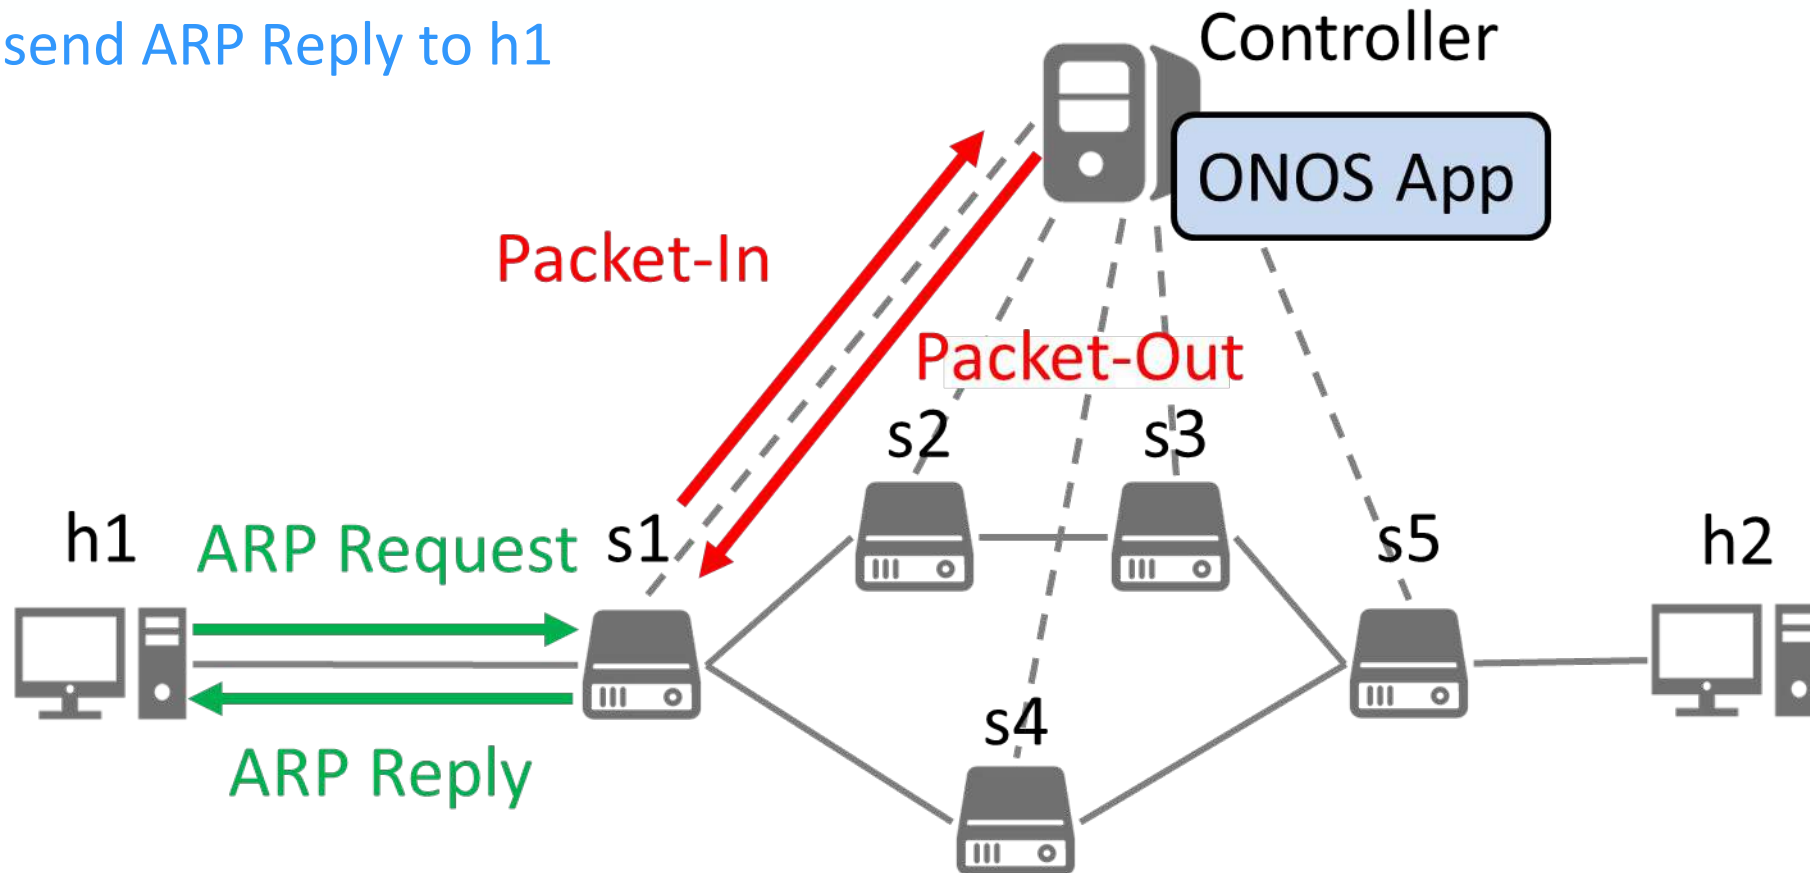 send ARP Reply to h1
Controller
ONOS App
Packet-In
Packet-Out
s2
s3
h1
ARP Request
s1
s5
h2
s4
ARP Reply